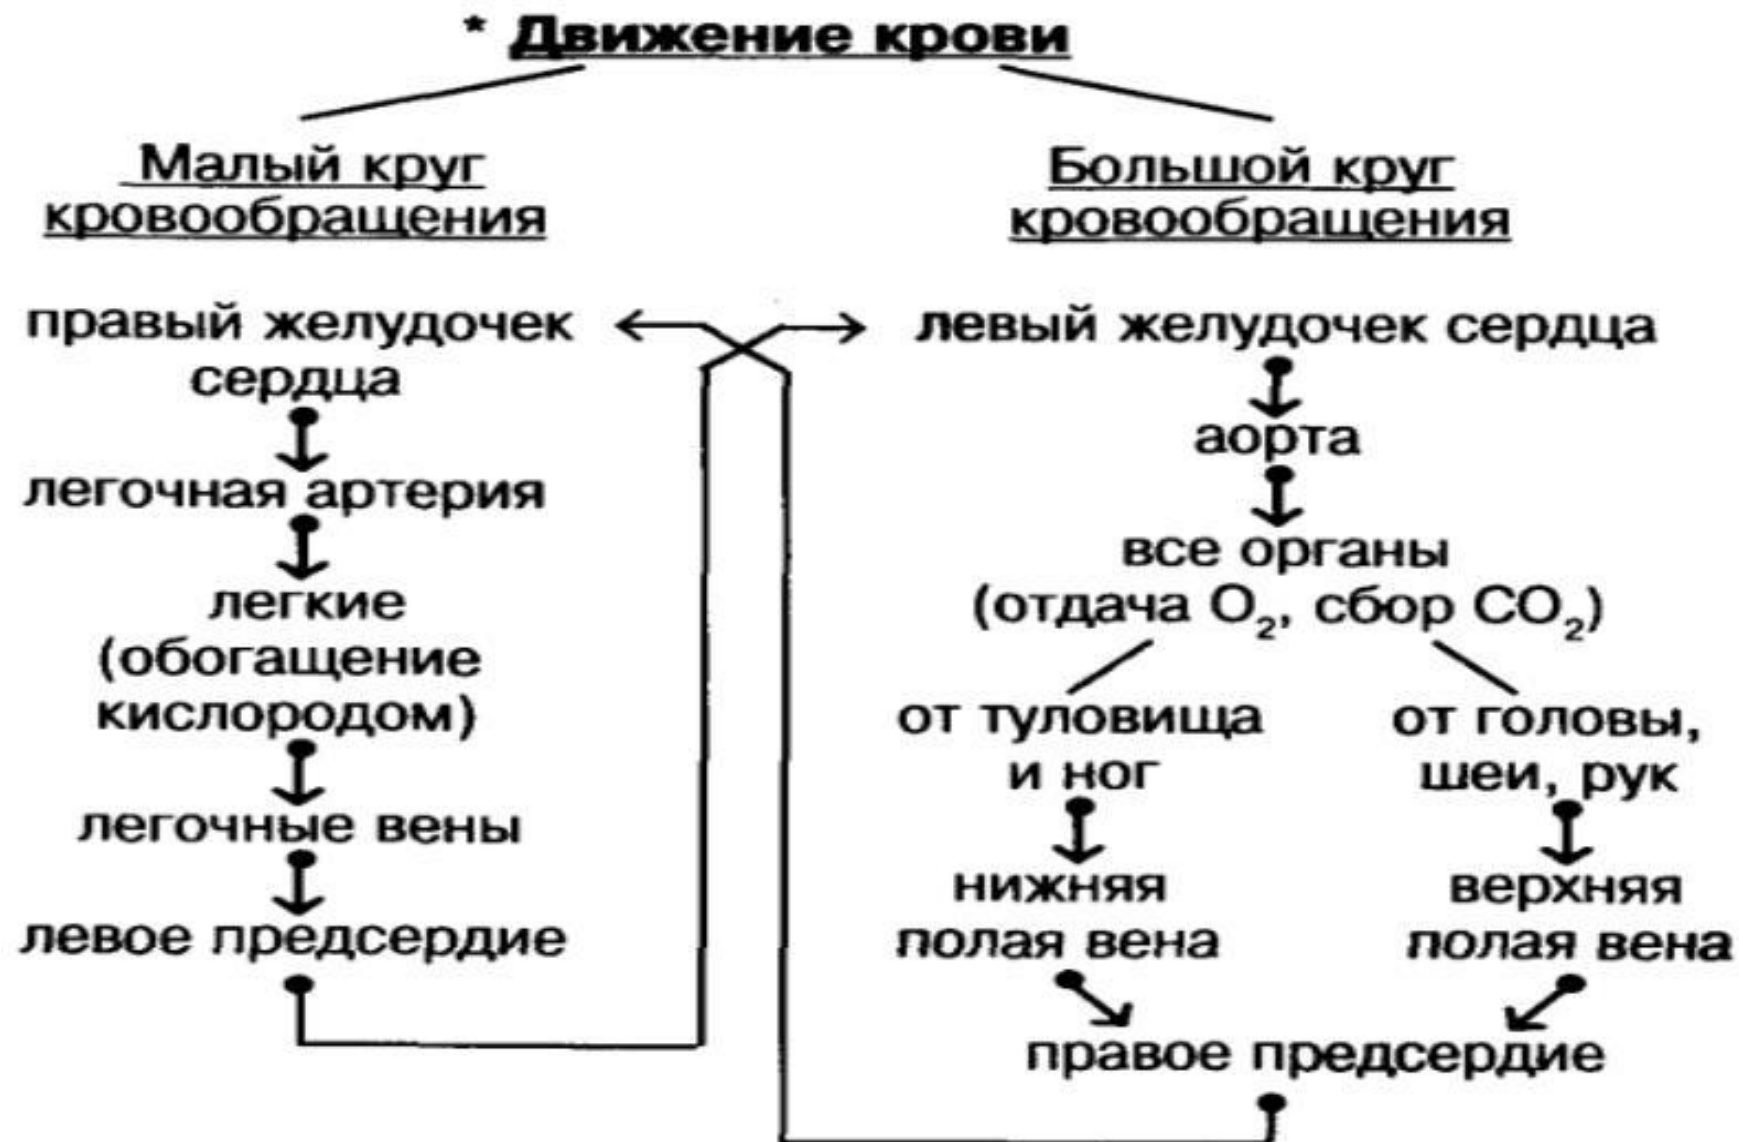 * Движение крови
Малый круг
кровообращения
правый желудочек
сердца
легочная артерия
легкие
(обогащение
кислородом)
легочные вены
левое предсердие
Большой круг
кровообращения
левый желудочек сердца
аорта
все органы
(отдача O₂, сбор CO₂)
от туловища
и ног
нижняя
полая вена
от головы,
шеи, рук
верхняя
полая вена
правое предсердие